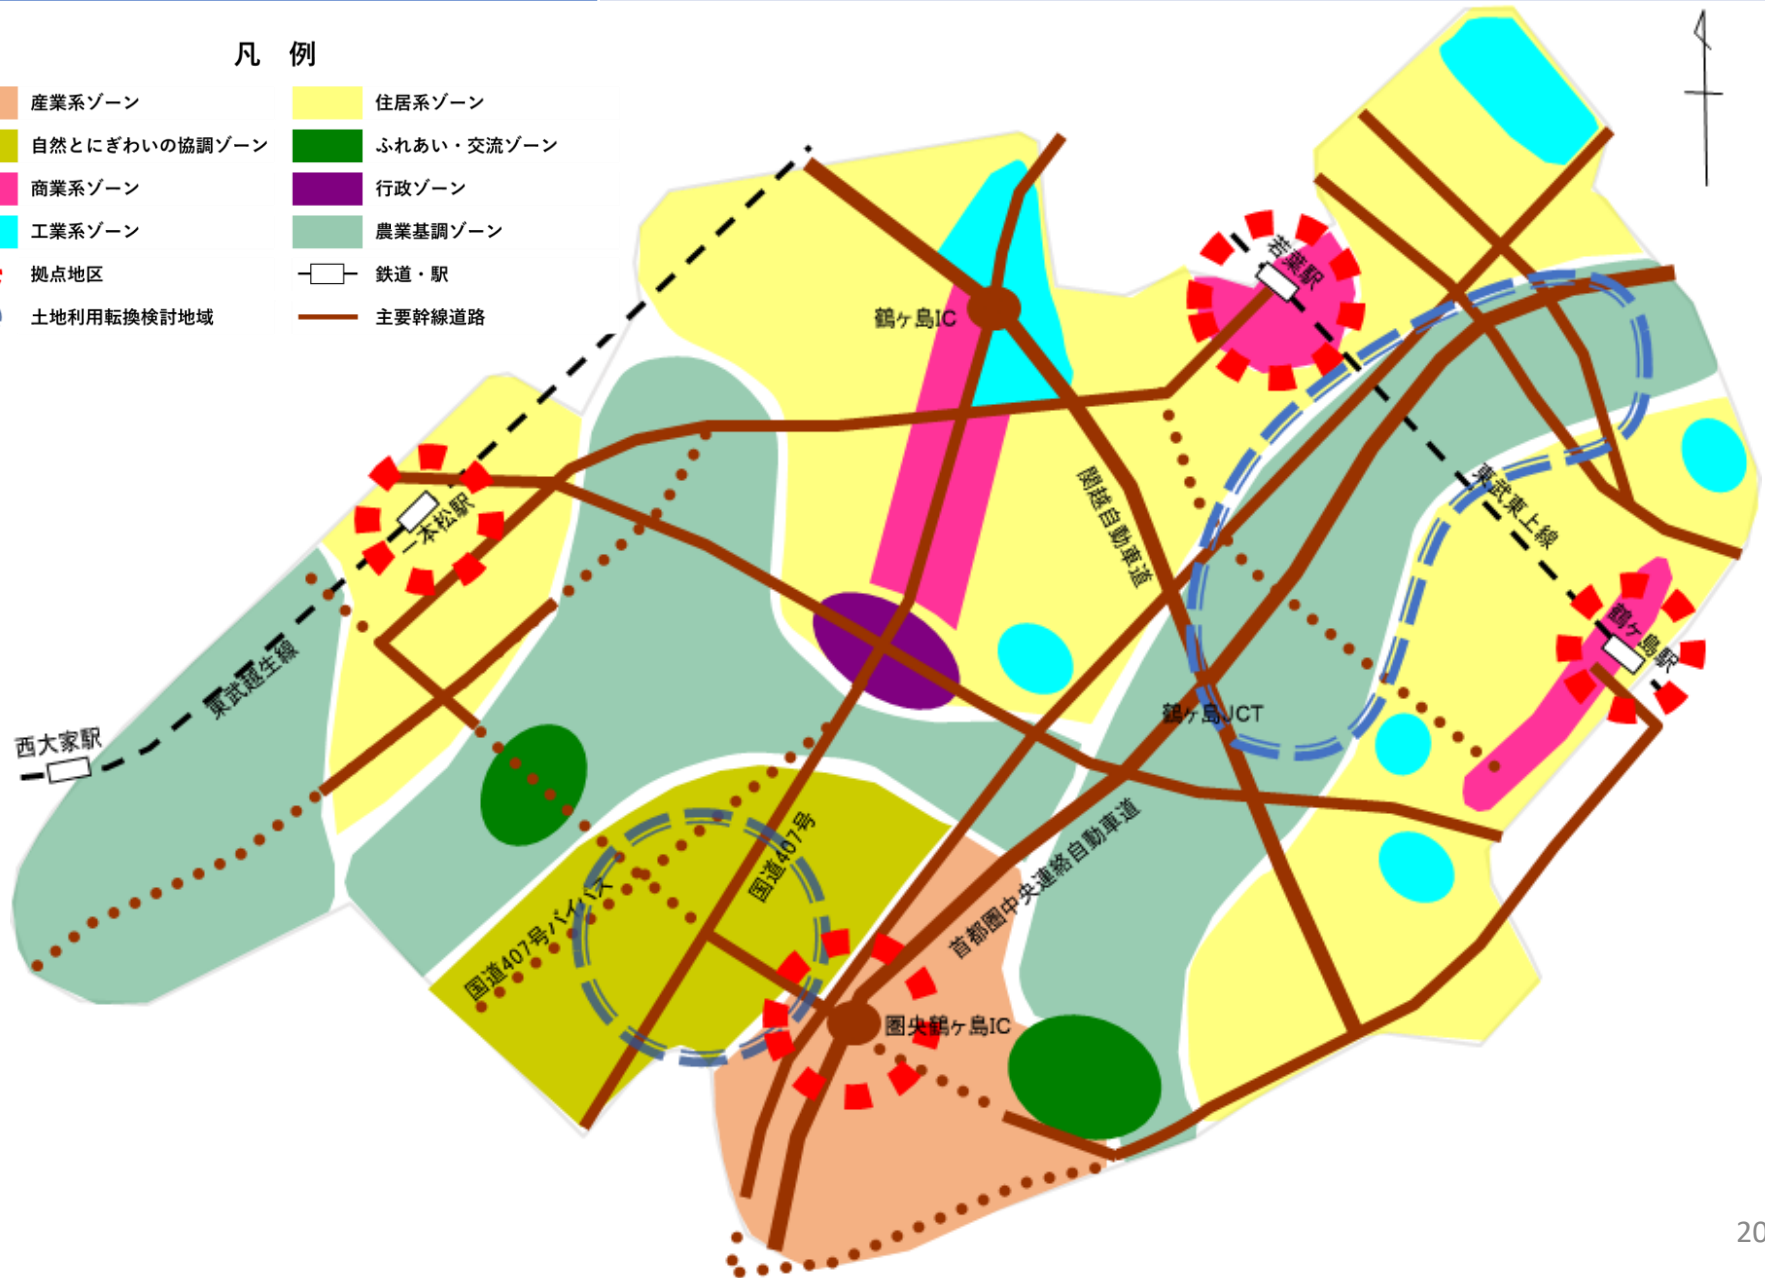 凡 例
産業系ゾーン
住居系ゾーン
自然とにぎわいの協調ゾーン
ふれあい・交流ゾーン
商業系ゾーン
行政ゾーン
工業系ゾーン
農業基調ゾーン
拠点地区
鉄道・駅
土地利用転換検討地域
主要幹線道路
若葉駅
鶴ヶ島IC
関越自動車道
東武東上線
一本松駅
鶴ヶ島駅
東武越生線
西大家駅
鶴ヶ島JCT
国道407号
首都圏中央連絡自動車道
国道407号バイパス
圏央鶴ヶ島IC
20